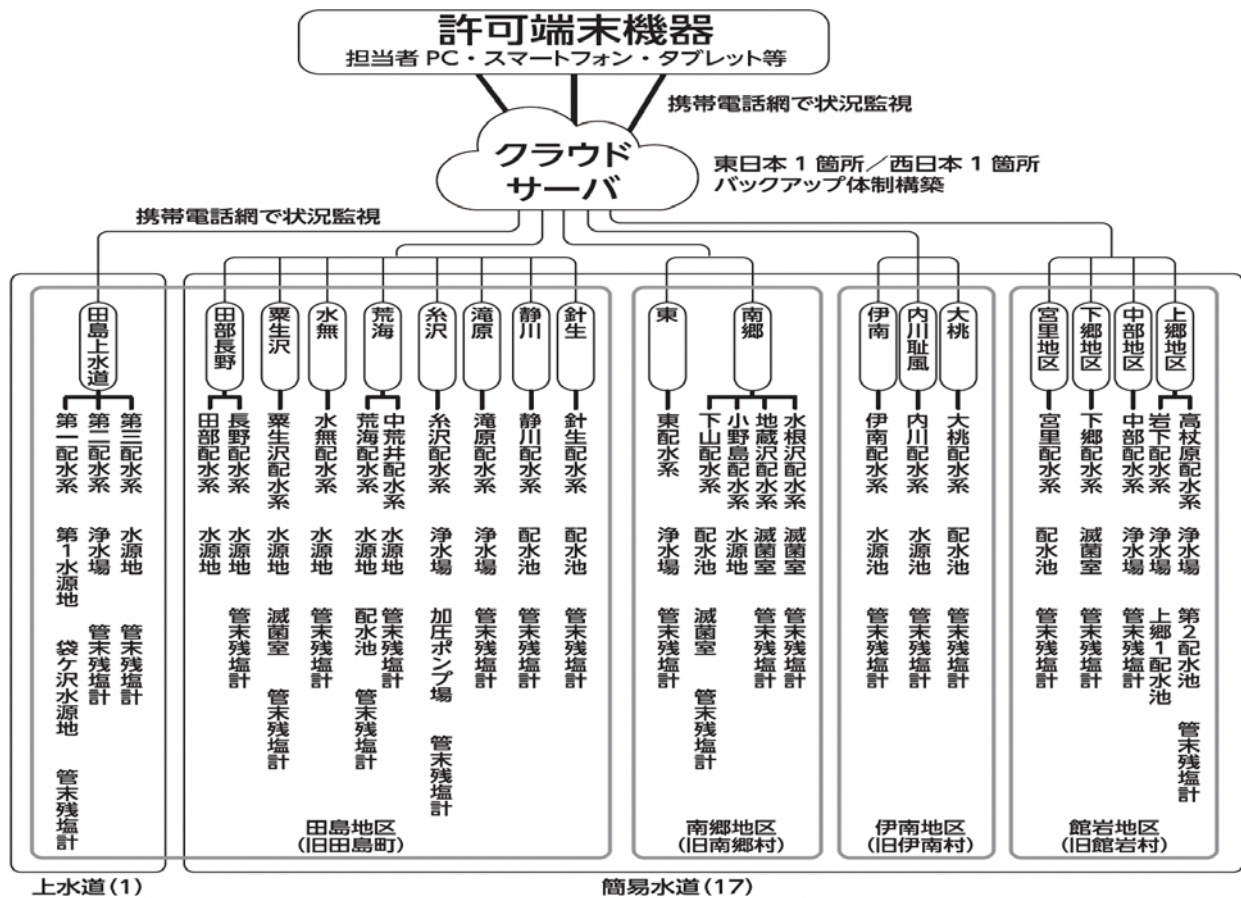 許可端末機器
担当者PC・スマートフォン・タブレット等
携帯電話網で状況監視
クラウド
サーバ
東日本1箇所／西日本1箇所
バックアップ体制構築
携帯電話網で状況監視
田島上水道
第一配水系
第1水源地
袋ケ沢水源地
管末残塩計
第二配水系
浄水場
管末残塩計
第三配水系
水源地
管末残塩計
田部長野
田部配水系
水源地
長野配水系
水源地
管末残塩計
粟生沢
粟生沢配水系
水源地
滅菌室
管末残塩計
水無
水無配水系
水源地
管末残塩計
荒海
荒海配水系
水源地
配水池
管末残塩計
中荒井配水系
水源地
管末残塩計
糸沢
糸沢配水系
浄水場
加圧ポンプ場
管末残塩計
滝原
滝原配水系
浄水場
管末残塩計
静川
静川配水系
配水池
管末残塩計
針生
針生配水系
配水池
管末残塩計
田島地区
(旧田島町)
東
東配水系
浄水場
管末残塩計
南郷
下山配水系
配水池
滅菌室
管末残塩計
小野島配水系
水源地
地蔵沢配水系
滅菌室
管末残塩計
水根沢配水系
滅菌室
管末残塩計
南郷地区
(旧南郷村)
伊南
伊南配水系
水源池
管末残塩計
内川耻風
内川配水系
水源池
管末残塩計
大桃
大桃配水系
配水池
管末残塩計
伊南地区
(旧伊南村)
宮里地区
宮里配水系
配水池
管末残塩計
下郷地区
下郷配水系
滅菌室
管末残塩計
中部地区
中部配水系
浄水場
管末残塩計
上郷地区
岩下配水系
浄水場
上郷1配水池
高杖原配水系
浄水場
第2配水池
管末残塩計
館岩地区
(旧館岩村)
上水道(1)
簡易水道(17)